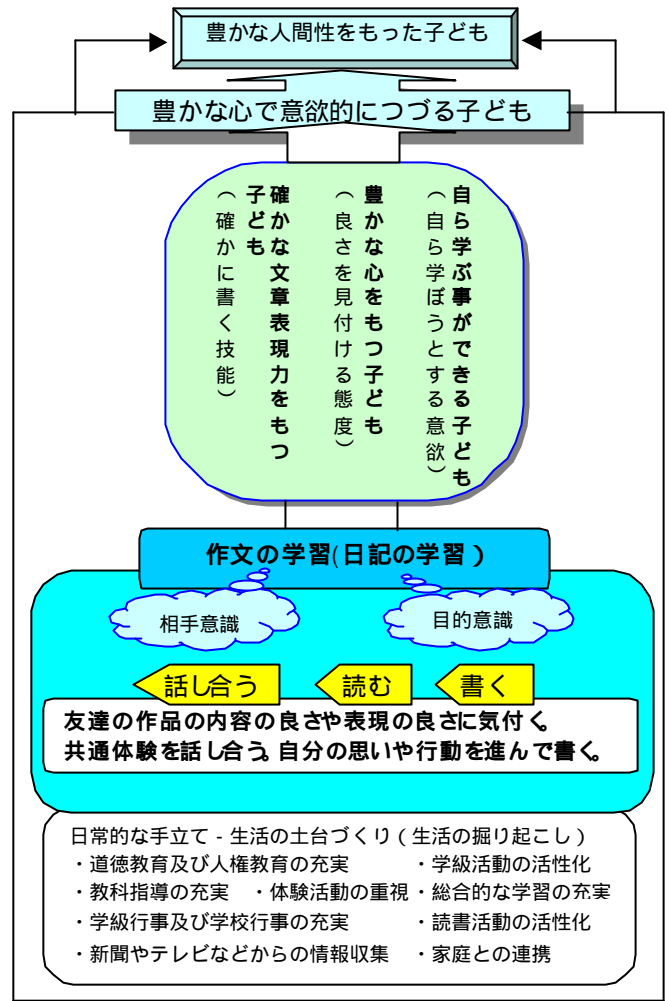 豊かな人間性をもった子ども
豊かな心で意欲的につづる子ども
自ら学ぶ事ができる子ども
（自ら学ぼうとする意欲）
豊かな心をもつ子ども
（良さを見付ける態度）
確かな文章表現力をもつ
子ども
（確かに書く技能）
作文の学習(日記の学習）
相手意識
目的意識
話し合う
読む
書く
友達の作品の内容の良さや表現の良さに気付く。
共通体験を話し合う。自分の思いや行動を進んで書く。
日常的な手立て - 生活の土台づくり（生活の掘り起こし）
・道徳教育及び人権教育の充実　・学級活動の活性化
・教科指導の充実　・体験活動の重視・総合的な学習の充実
・学級行事及び学校行事の充実　・読書活動の活性化
・新聞やテレビなどからの情報収集　・家庭との連携